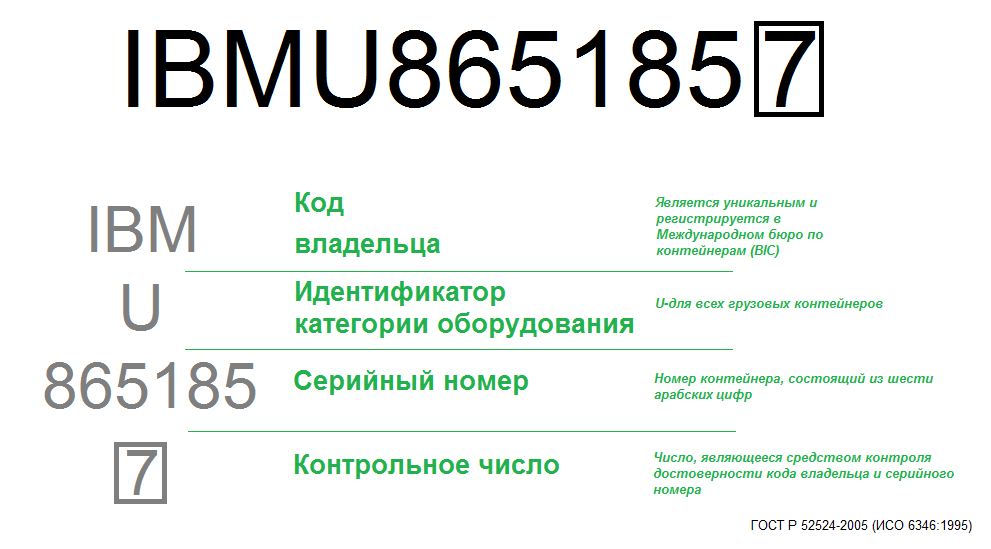 IBMU8651857
IBM
Код
владельца
Является уникальным и
регистрируется в
Международном бюро по
контейнерам (BIC)
U
Идентификатор
категории оборудования
U-для всех грузовых контейнеров
865185
Серийный номер
Номер контейнера, состоящий из шести
арабских цифр
7
Контрольное число
Число, являющееся средством контроля
достоверности кода владельца и серийного
номера
ГОСТ Р 52524-2005 (ИСО 6346:1995)